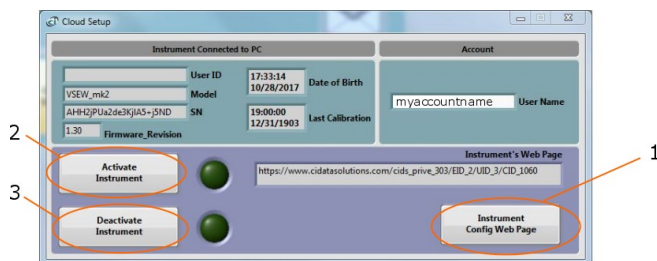 Cloud Setup
Instrument Connected to PC
Account
User ID
17:33:14
10/28/2017
Date of Birth
VSEW_mk2
Model
AHH2jPUa2de3KjIA5+j5ND
SN
19:00:00
12/31/1903
Last Calibration
1.30
Firmware_Revision
myaccountname
User Name
2
Activate
Instrument
Instrument's Web Page
https://www.cidatasolutions.com/cids_prive_303/EID_2/UID_3/CID_1060
1
3
Deactivate
Instrument
Instrument
Config Web Page